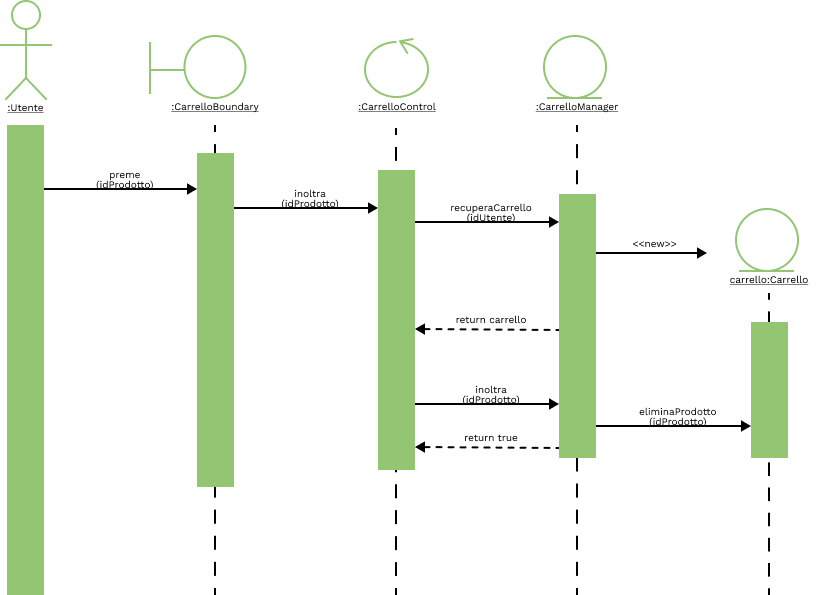 :Utente
:CarrelloBoundary
:CarrelloControl
:CarrelloManager
preme
(idProdotto)
inoltra
(idProdotto)
recuperaCarrello
(idUtente)
<<new>>
carrello:Carrello
return carrello
inoltra
(idProdotto)
eliminaProdotto
(idProdotto)
return true